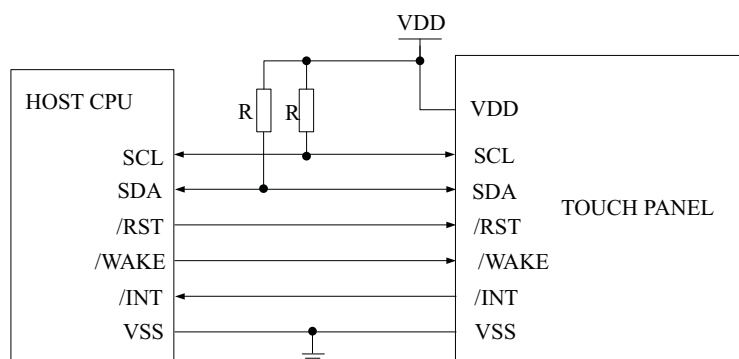 VDD
HOST CPU
R
R
VDD
SCL
SCL
SDA
SDA
TOUCH PANEL
/RST
/RST
/WAKE
/WAKE
/INT
/INT
VSS
VSS